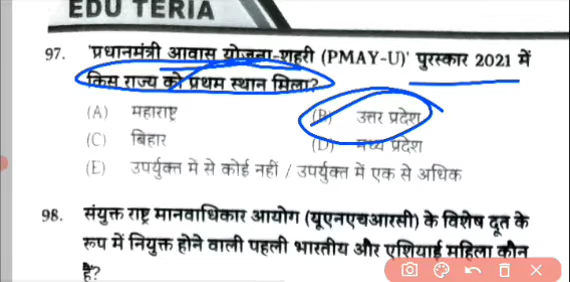 EDU TERIA
97. 'प्रधानमंत्री आवास योजना-शहरी (PMAY-U)' पुरस्कार 2021 में
किस राज्य को प्रथम स्थान मिला?
(A) महाराष्ट्र (B) उत्तर प्रदेश
(C) बिहार (D) मध्य प्रदेश
(E) उपर्युक्त में से कोई नहीं / उपर्युक्त में एक से अधिक
98. संयुक्त राष्ट्र मानवाधिकार आयोग (यूएनएचआरसी) के विशेष दूत के
रूप में नियुक्त होने वाली पहली भारतीय और एशियाई महिला कौन
हैं?